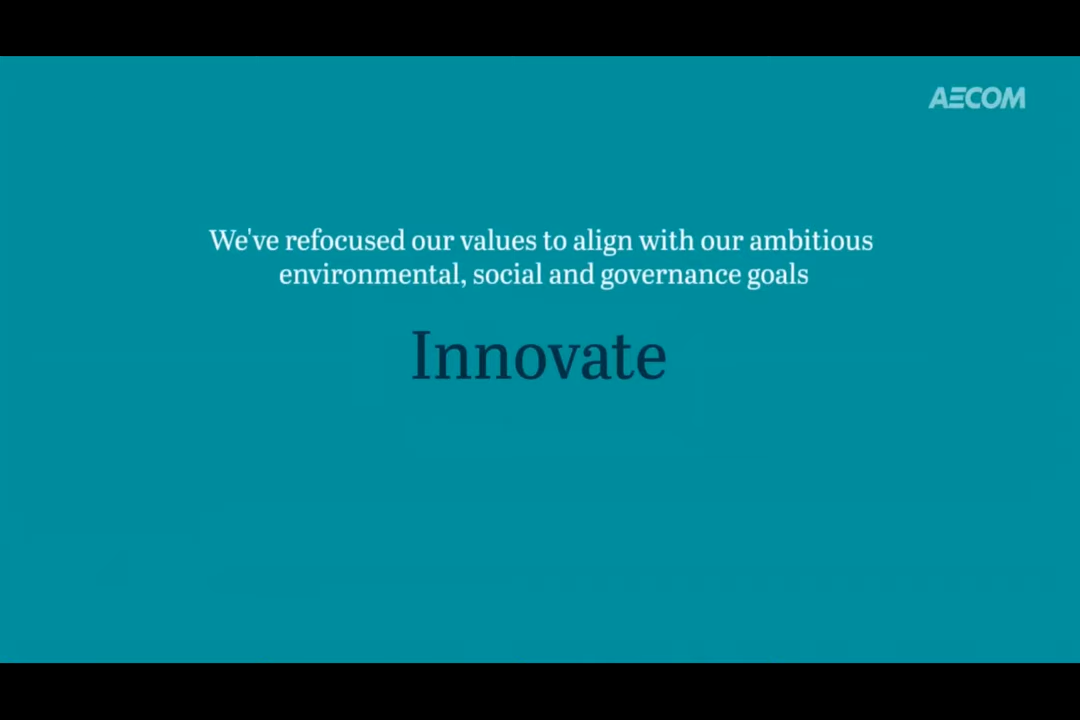 AECOM
We've refocused our values to align with our ambitious
environmental, social and governance goals
Innovate